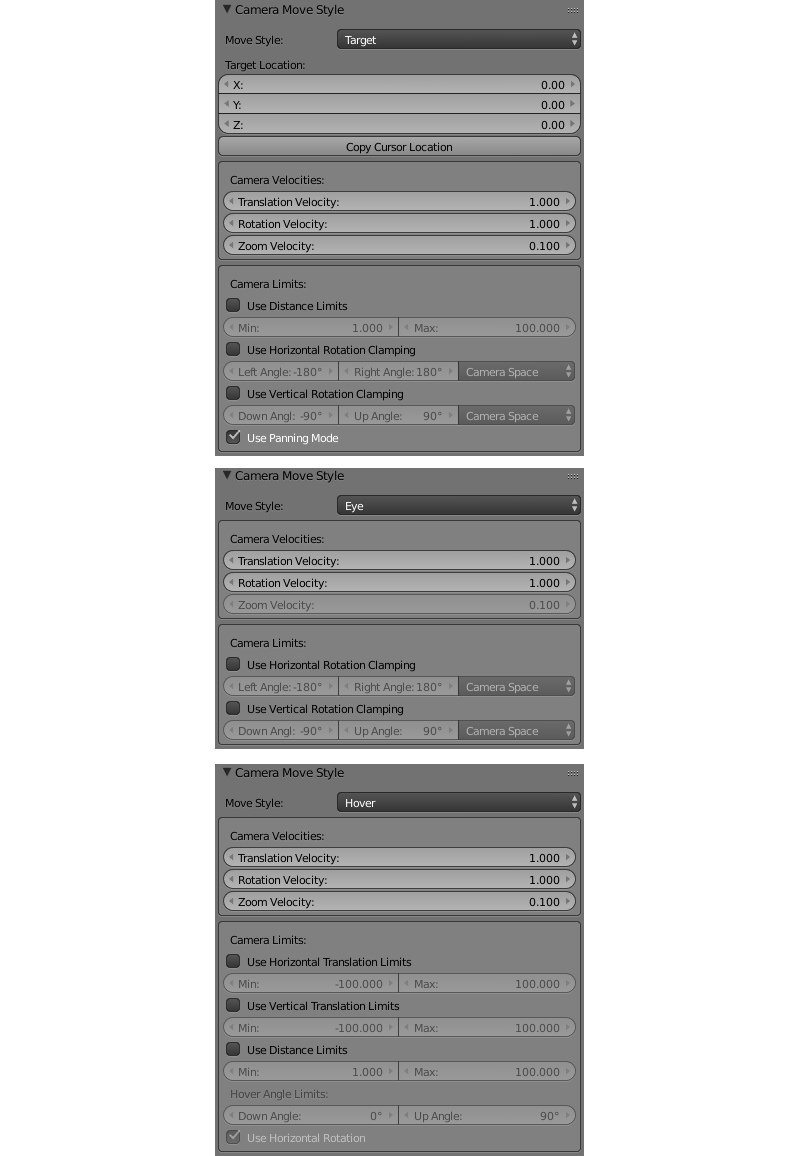 Camera Move Style
Move Style: Target
Target Location:
X: 0.00
Y: 0.00
Z: 0.00
Copy Cursor Location
Camera Velocities:
Translation Velocity: 1.000
Rotation Velocity: 1.000
Zoom Velocity: 0.100
Camera Limits:
Use Distance Limits
Min: 1.000 Max: 100.000
Use Horizontal Rotation Clamping
Left Angle: -180° Right Angle: 180° Camera Space
Use Vertical Rotation Clamping
Down Angl: -90° Up Angle: 90° Camera Space
Use Panning Mode
Camera Move Style
Move Style: Eye
Camera Velocities:
Translation Velocity: 1.000
Rotation Velocity: 1.000
Zoom Velocity: 0.100
Camera Limits:
Use Horizontal Rotation Clamping
Left Angle: -180° Right Angle: 180° Camera Space
Use Vertical Rotation Clamping
Down Angl: -90° Up Angle: 90° Camera Space
Camera Move Style
Move Style: Hover
Camera Velocities:
Translation Velocity: 1.000
Rotation Velocity: 1.000
Zoom Velocity: 0.100
Camera Limits:
Use Horizontal Translation Limits
Min: -100.000 Max: 100.000
Use Vertical Translation Limits
Min: -100.000 Max: 100.000
Use Distance Limits
Min: 1.000 Max: 100.000
Hover Angle Limits:
Down Angle: 0° Up Angle: 90°
Use Horizontal Rotation